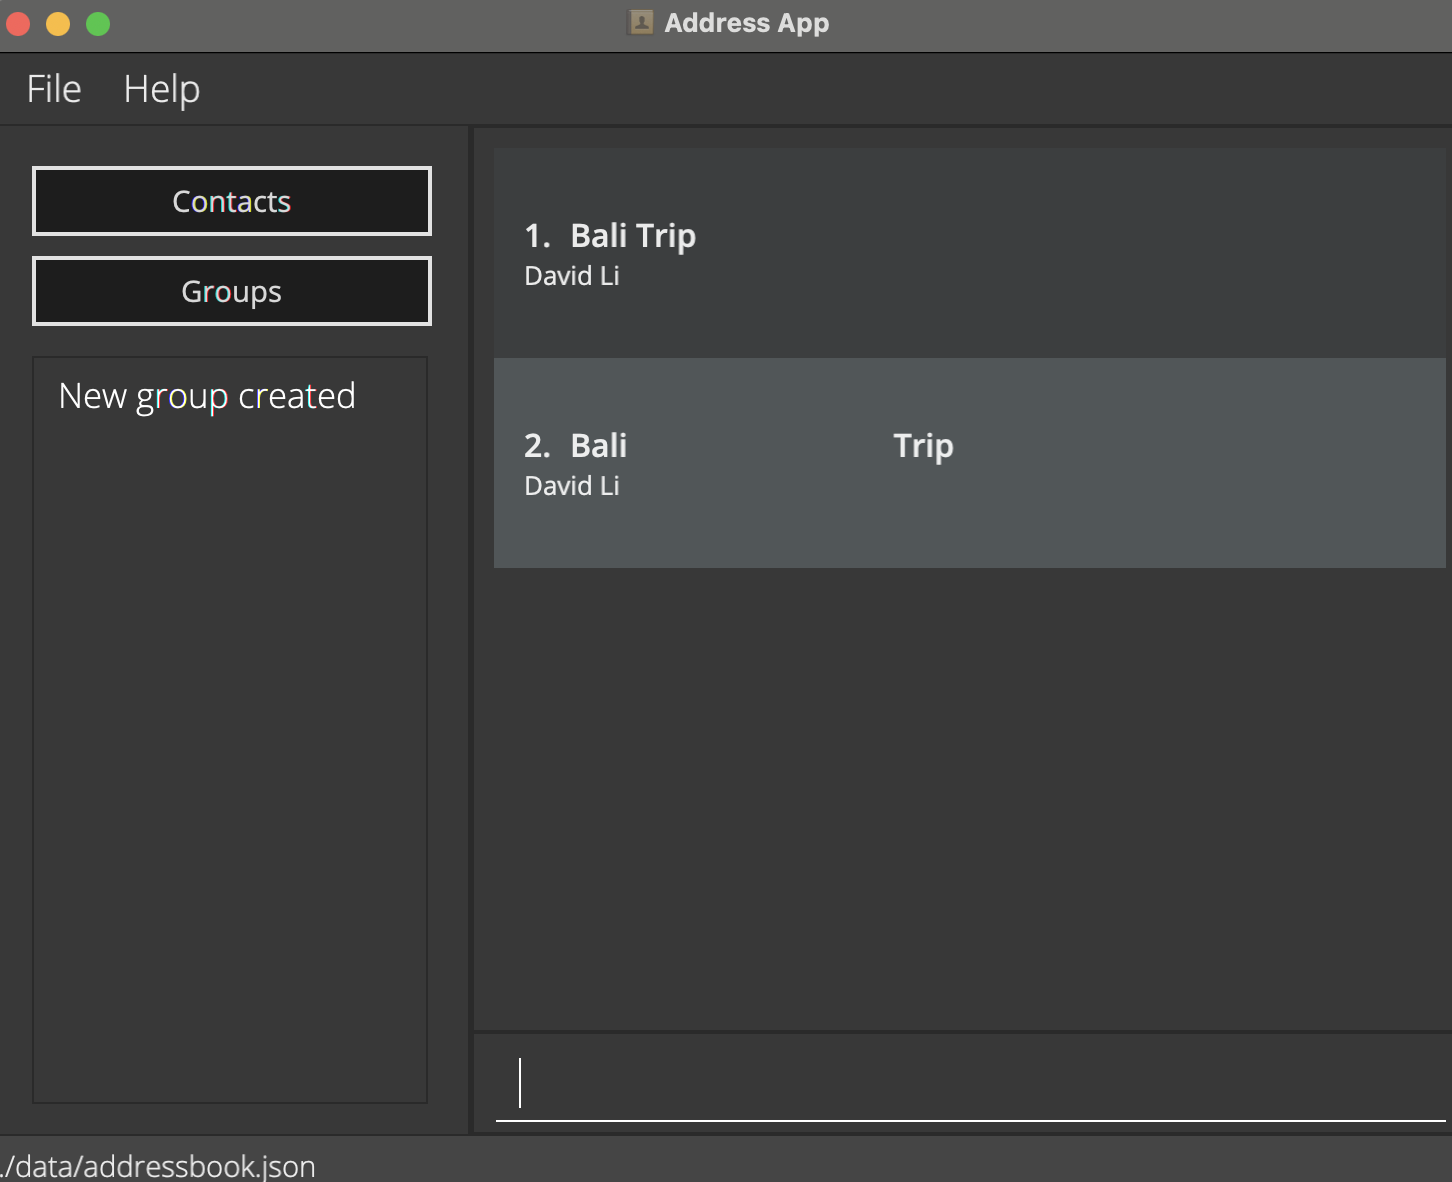 Address App
File Help
Contacts
Groups
New group created
1. Bali Trip
David Li
2. Bali Trip
David Li
./data/addressbook.json